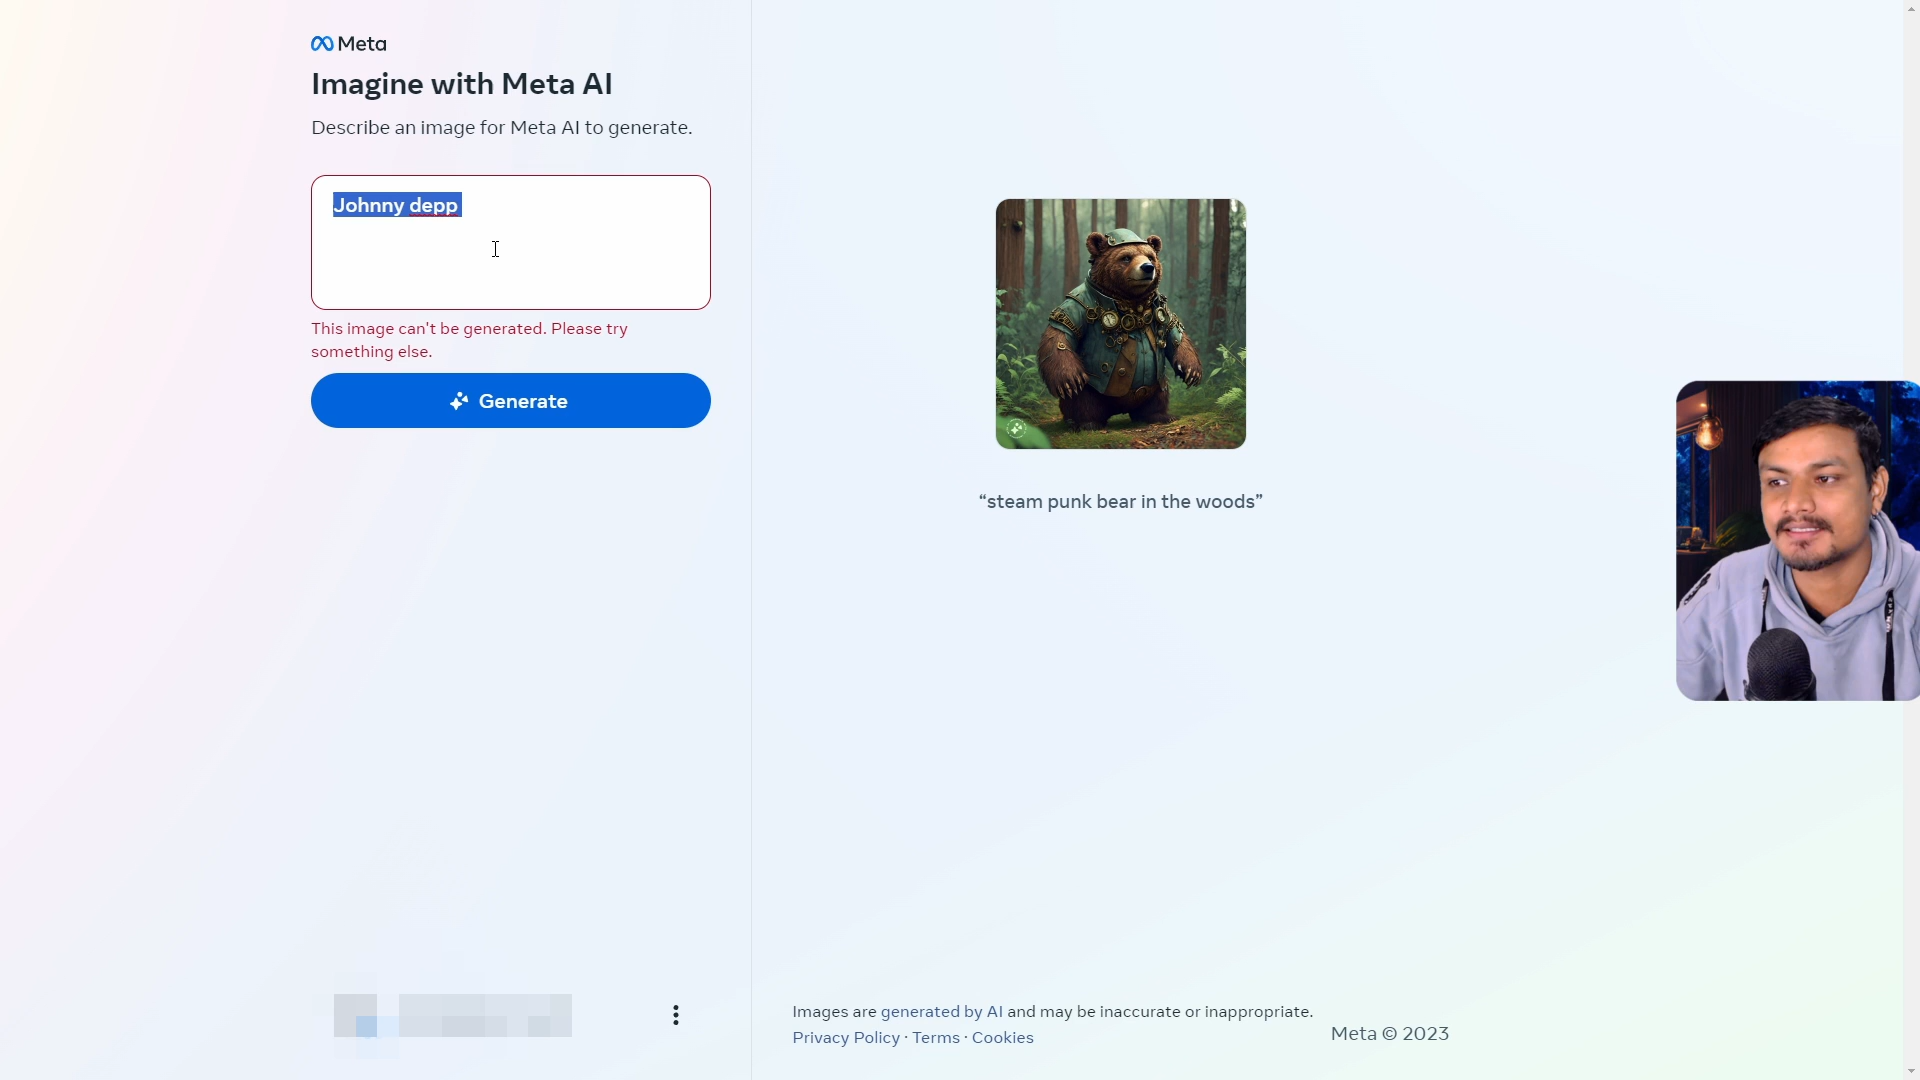 Meta
Imagine with Meta AI
Describe an image for Meta AI to generate.
Johnny depp
This image can't be generated. Please try
something else.
Generate
“steam punk bear in the woods”
Images are generated by AI and may be inaccurate or inappropriate.
Privacy Policy · Terms · Cookies
Meta © 2023